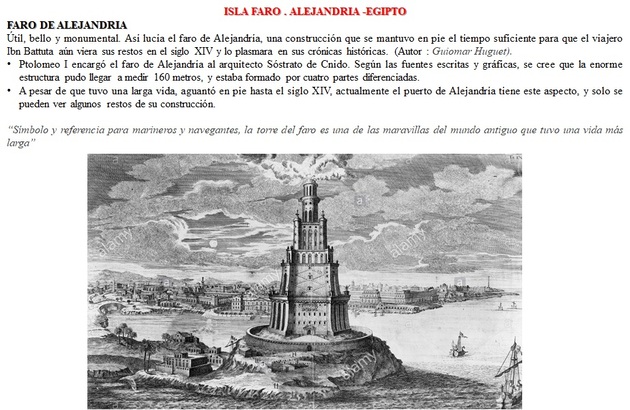 ISLA FARO . ALEJANDRIA -EGIPTO
FARO DE ALEJANDRIA
Útil, bello y monumental. Así lucia el faro de Alejandría, una construcción que se mantuvo en pie el tiempo suficiente para que el viajero
Ibn Battuta aún viera sus restos en el siglo XIV y lo plasmara en sus crónicas históricas. (Autor : Guiomar Huguet).
• Ptolomeo I encargó el faro de Alejandría al arquitecto Sóstrato de Cnido. Según las fuentes escritas y gráficas, se cree que la enorme
estructura pudo llegar a medir 160 metros, y estaba formado por cuatro partes diferenciadas.
• A pesar de que tuvo una larga vida, aguantó en pie hasta el siglo XIV, actualmente el puerto de Alejandría tiene este aspecto, y solo se
pueden ver algunos restos de su construcción.
“Símbolo y referencia para marineros y navegantes, la torre del faro es una de las maravillas del mundo antiguo que tuvo una vida más
larga”
alamy
a
alamy
alamy
alamy